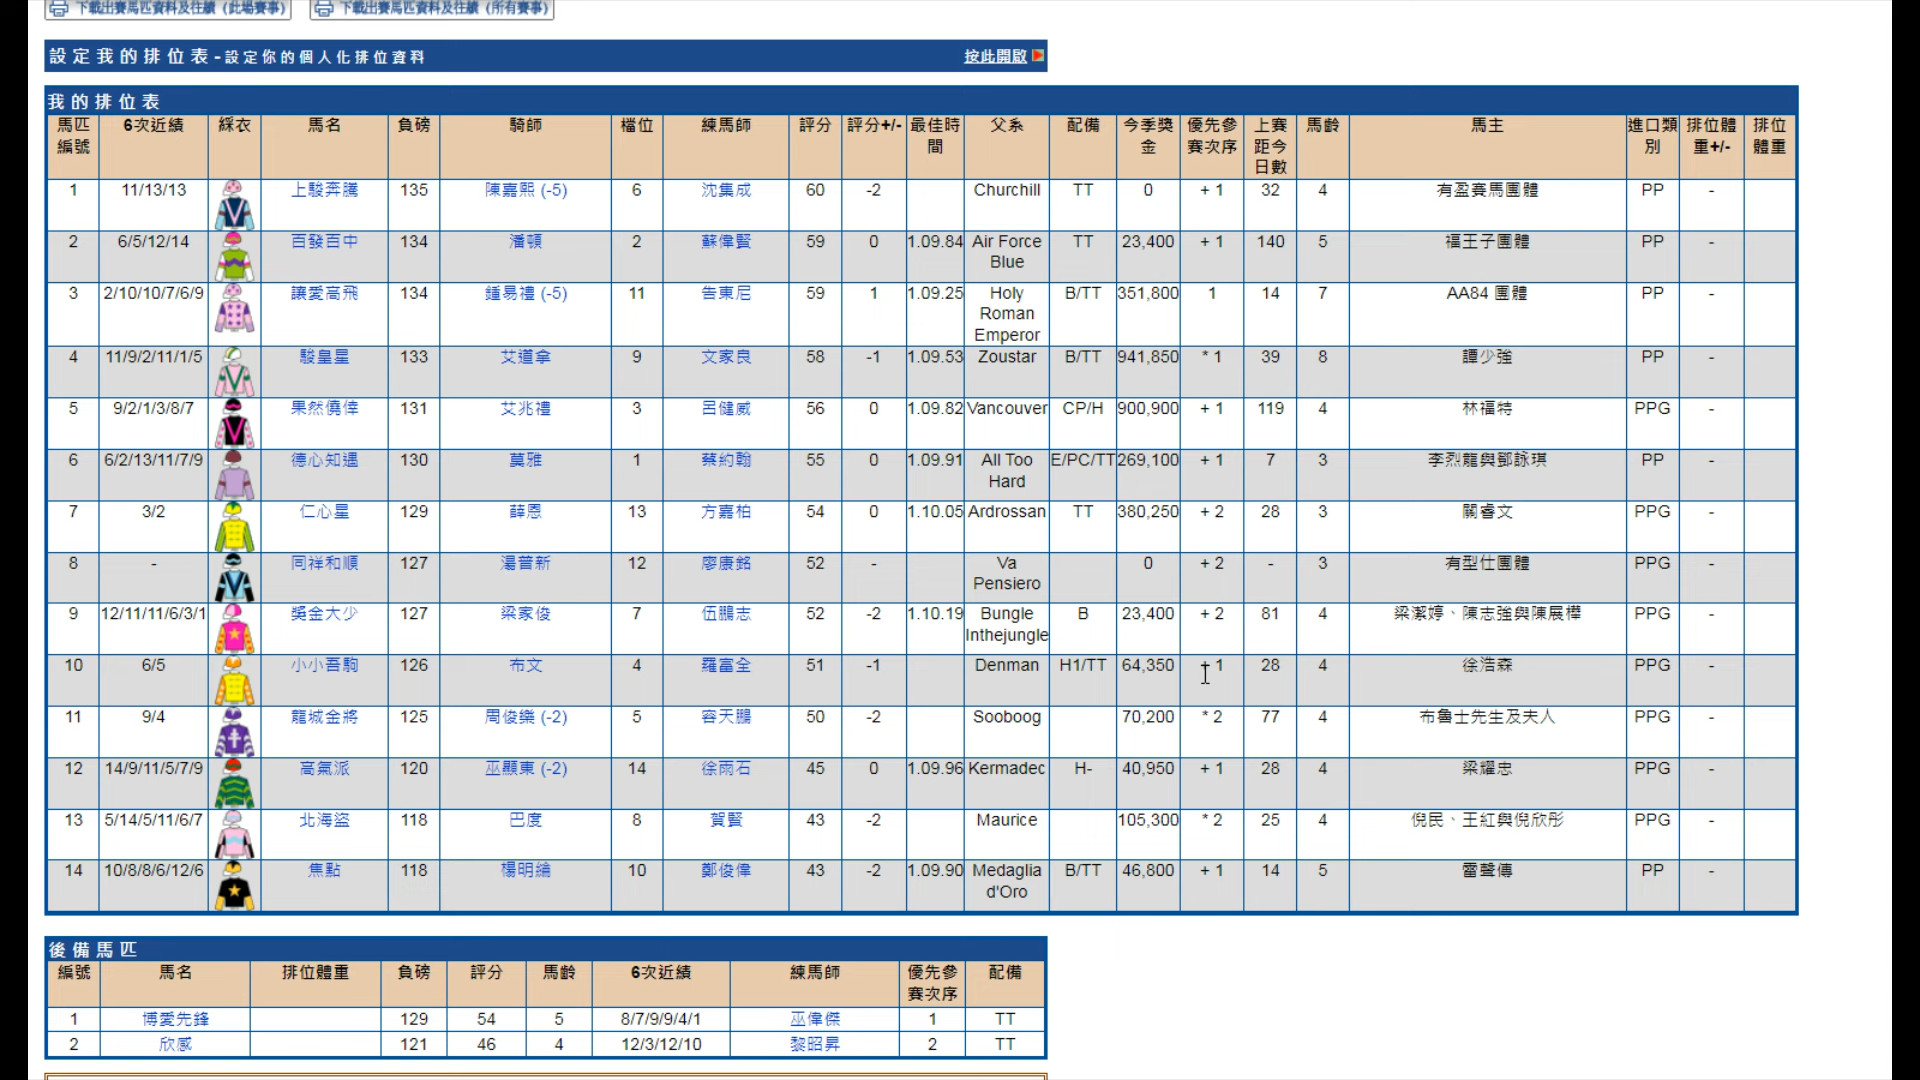 下載出賽馬匹資料及往績 (此場賽事) 下載出賽馬匹資料及往績 (所有賽事)
設定我的排位表 - 設定你的個人化排位資料 按此開啟
我的排位表
馬匹編號 6次近績 綵衣 馬名 負磅 騎師 檔位 練馬師 評分 評分+/- 最佳時間 父系 配備 今季獎金 優先參賽次序 上賽距今日數 馬齡 馬主 進口類別 排位體重+/- 排位體重
1 11/13/13 上駿奔騰 135 陳嘉熙 (-5) 6 沈集成 60 -2 Churchill TT 0 + 1 32 4 有盈賽馬團體 PP -
2 6/5/12/14 百發百中 134 潘頓 2 蘇偉賢 59 0 1.09.84 Air Force Blue TT 23,400 + 1 140 5 福王子團體 PP -
3 2/10/10/7/6/9 讓愛高飛 134 鍾易禮 (-5) 11 告東尼 59 1 1.09.25 Holy Roman Emperor B/TT 351,800 1 14 7 AA84 團體 PP -
4 11/9/2/11/1/5 駿皇星 133 艾道拿 9 文家良 58 -1 1.09.53 Zoustar B/TT 941,850 * 1 39 8 譚少強 PP -
5 9/2/1/3/8/7 果然僥倖 131 艾兆禮 3 呂健威 56 0 1.09.82 Vancouver CP/H 900,900 + 1 119 4 林福特 PPG -
6 6/2/13/11/7/9 德心知遇 130 莫雅 1 蔡約翰 55 0 1.09.91 All Too Hard E/PC/TT 269,100 + 1 7 3 李烈龍與鄧詠琪 PP -
7 3/2 仁心星 129 薛恩 13 方嘉柏 54 0 1.10.05 Ardrossan TT 380,250 + 2 28 3 關睿文 PPG -
8 - 同祥和順 127 湯普新 12 廖康銘 52 - Va Pensiero 0 + 2 - 3 有型仕團體 PPG -
9 12/11/11/6/3/1 獎金大少 127 梁家俊 7 伍鵬志 52 -2 1.10.19 Bungle Inthejungle B 23,400 + 2 81 4 梁潔婷、陳志強與陳展樺 PPG -
10 6/5 小小吾駒 126 布文 4 羅富全 51 -1 Denman H1/TT 64,350 + 1 28 4 徐浩森 PPG -
11 9/4 龍城金將 125 周俊樂 (-2) 5 容天鵬 50 -2 Sooboog 70,200 * 2 77 4 布魯士先生及夫人 PPG -
12 14/9/11/5/7/9 高氣派 120 巫顯東 (-2) 14 徐雨石 45 0 1.09.96 Kermadec H- 40,950 + 1 28 4 梁耀忠 PPG -
13 5/14/5/11/6/7 北海盜 118 巴度 8 賀賢 43 -2 Maurice 105,300 * 2 25 4 倪民、王紅與倪欣彤 PPG -
14 10/8/8/6/12/6 焦點 118 楊明綸 10 鄭俊偉 43 -2 1.09.90 Medaglia d'Oro B/TT 46,800 + 1 14 5 雷聲傳 PP -
後備馬匹
編號 馬名 排位體重 負磅 評分 馬齡 6次近績 練馬師 優先參賽次序 配備
1 博愛先鋒 129 54 5 8/7/9/9/4/1 巫偉傑 1 TT
2 欣感 121 46 4 12/3/12/10 黎昭昇 2 TT